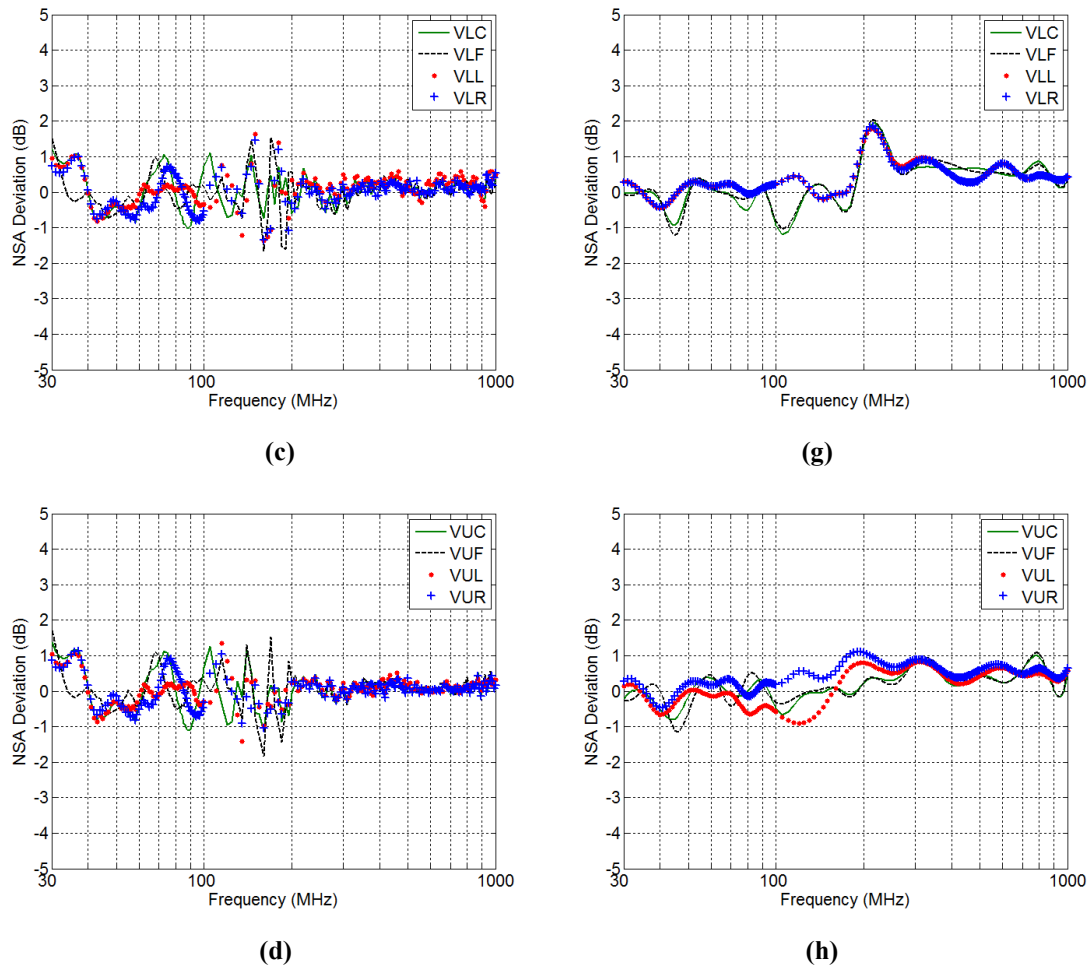 5
4
3
2
1
0
-1
-2
-3
-4
-5
NSA Deviation (dB)
30 100 1000
Frequency (MHz)
VLC
VLF
VLL
VLR
(c)
5
4
3
2
1
0
-1
-2
-3
-4
-5
NSA Deviation (dB)
30 100 1000
Frequency (MHz)
VLC
VLF
VLL
VLR
(g)
5
4
3
2
1
0
-1
-2
-3
-4
-5
NSA Deviation (dB)
30 100 1000
Frequency (MHz)
VUC
VUF
VUL
VUR
(d)
5
4
3
2
1
0
-1
-2
-3
-4
-5
NSA Deviation (dB)
30 100 1000
Frequency (MHz)
VUC
VUF
VUL
VUR
(h)